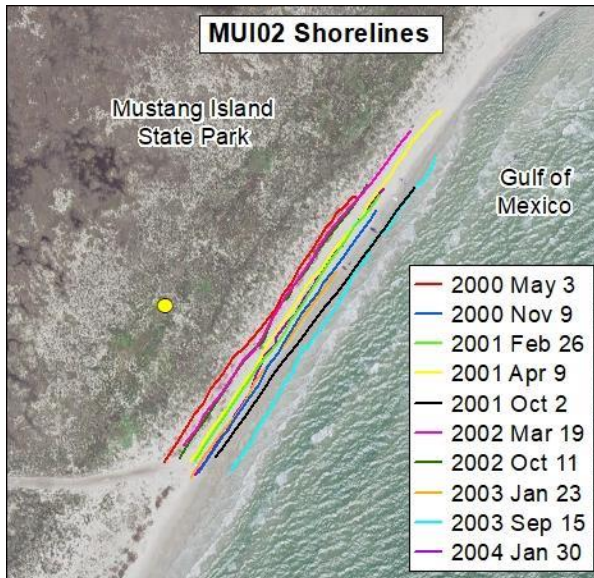 MUI02 Shorelines
Mustang Island
State Park
Gulf of
Mexico
2000 May 3
2000 Nov 9
2001 Feb 26
2001 Apr 9
2001 Oct 2
2002 Mar 19
2002 Oct 11
2003 Jan 23
2003 Sep 15
2004 Jan 30